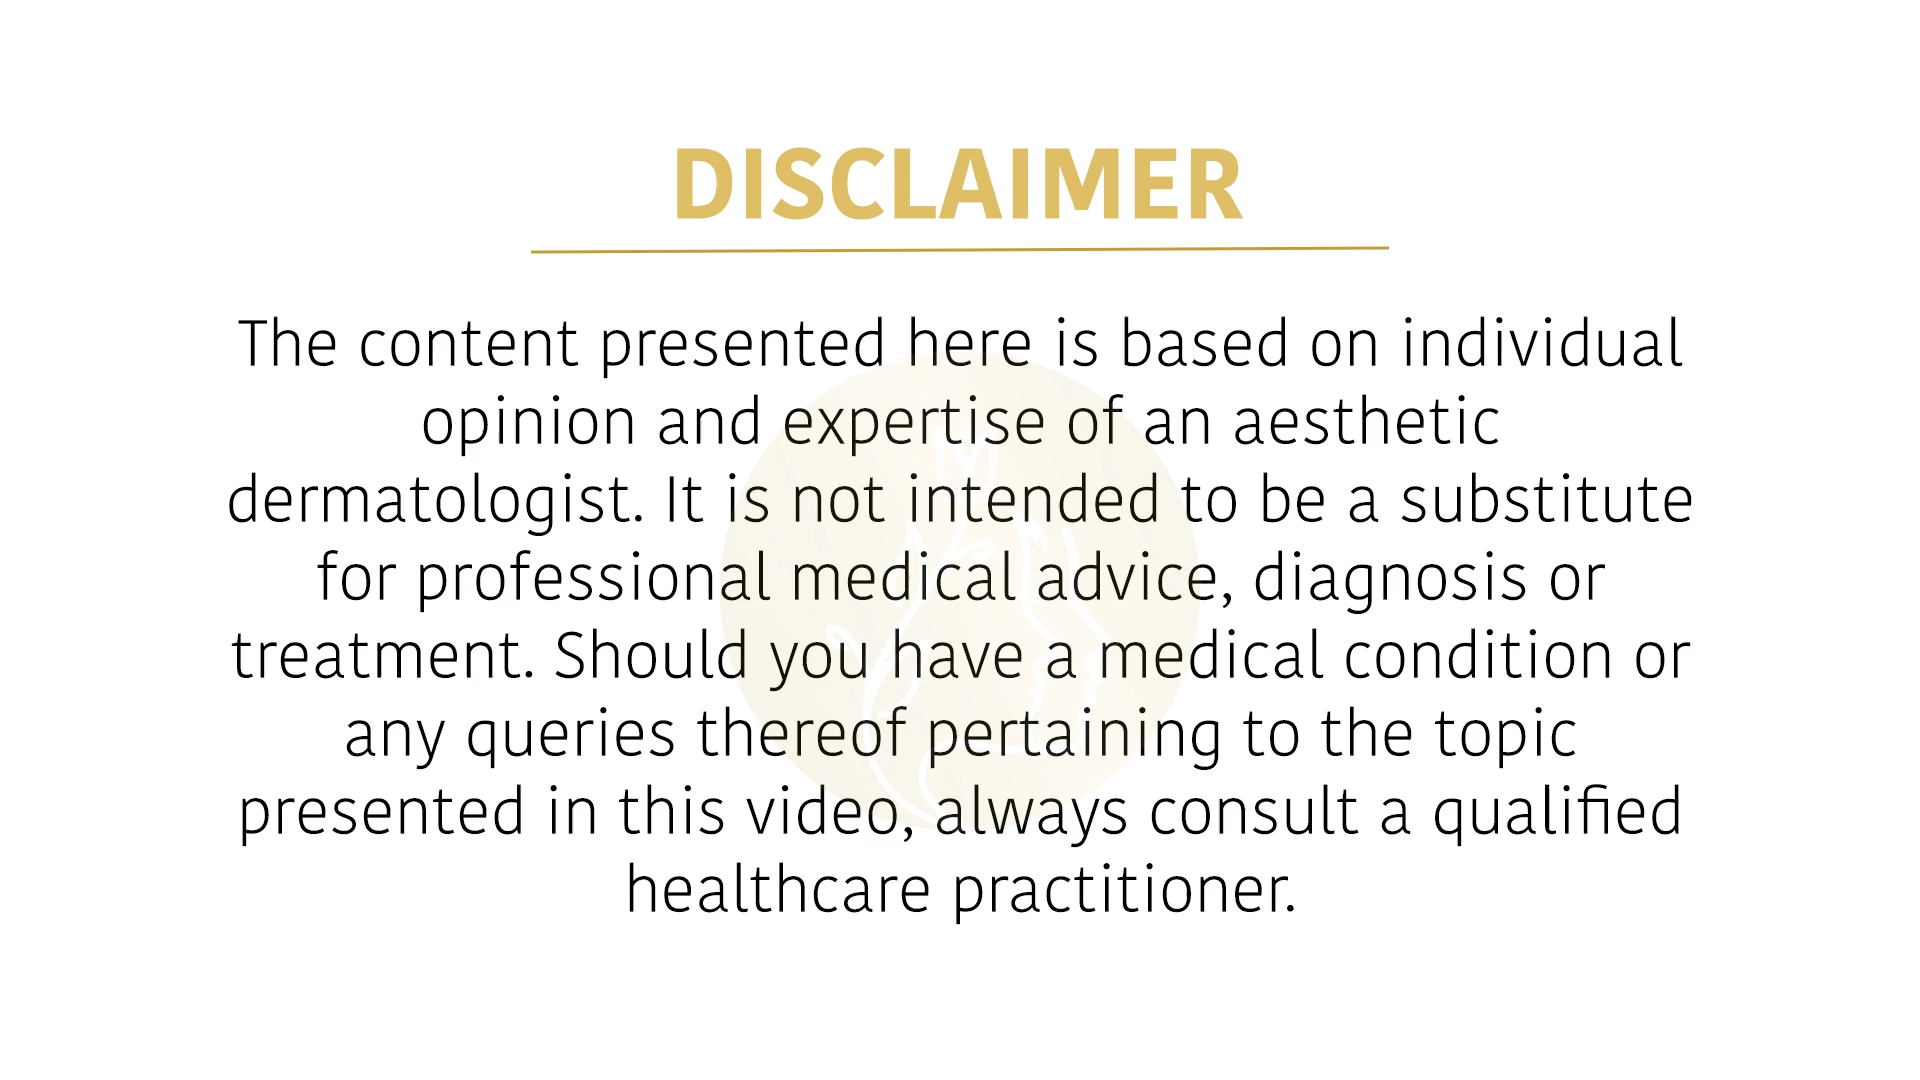 DISCLAIMER
The content presented here is based on individual
opinion and expertise of an aesthetic
dermatologist. It is not intended to be a substitute
for professional medical advice, diagnosis or
treatment. Should you have a medical condition or
any queries thereof pertaining to the topic
presented in this video, always consult a qualified
healthcare practitioner.